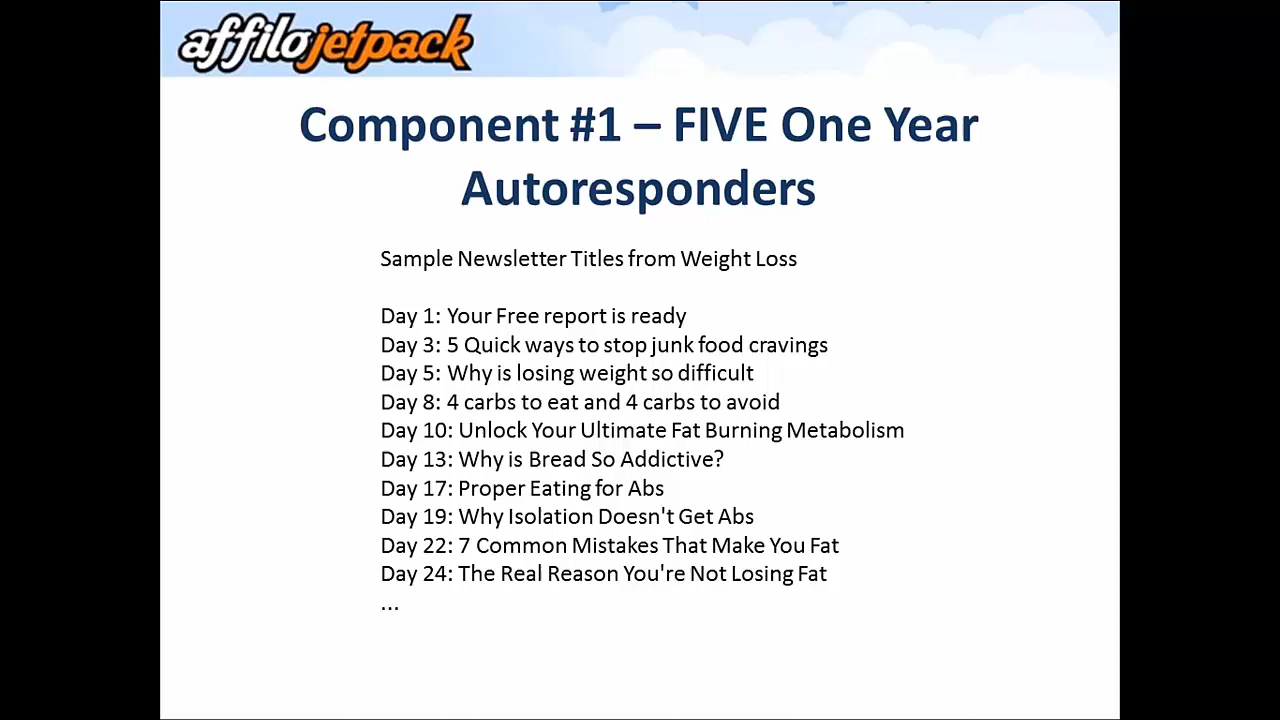 affilojetpack
Component #1 – FIVE One Year
Autoresponders
Sample Newsletter Titles from Weight Loss
Day 1: Your Free report is ready
Day 3: 5 Quick ways to stop junk food cravings
Day 5: Why is losing weight so difficult
Day 8: 4 carbs to eat and 4 carbs to avoid
Day 10: Unlock Your Ultimate Fat Burning Metabolism
Day 13: Why is Bread So Addictive?
Day 17: Proper Eating for Abs
Day 19: Why Isolation Doesn't Get Abs
Day 22: 7 Common Mistakes That Make You Fat
Day 24: The Real Reason You're Not Losing Fat
...